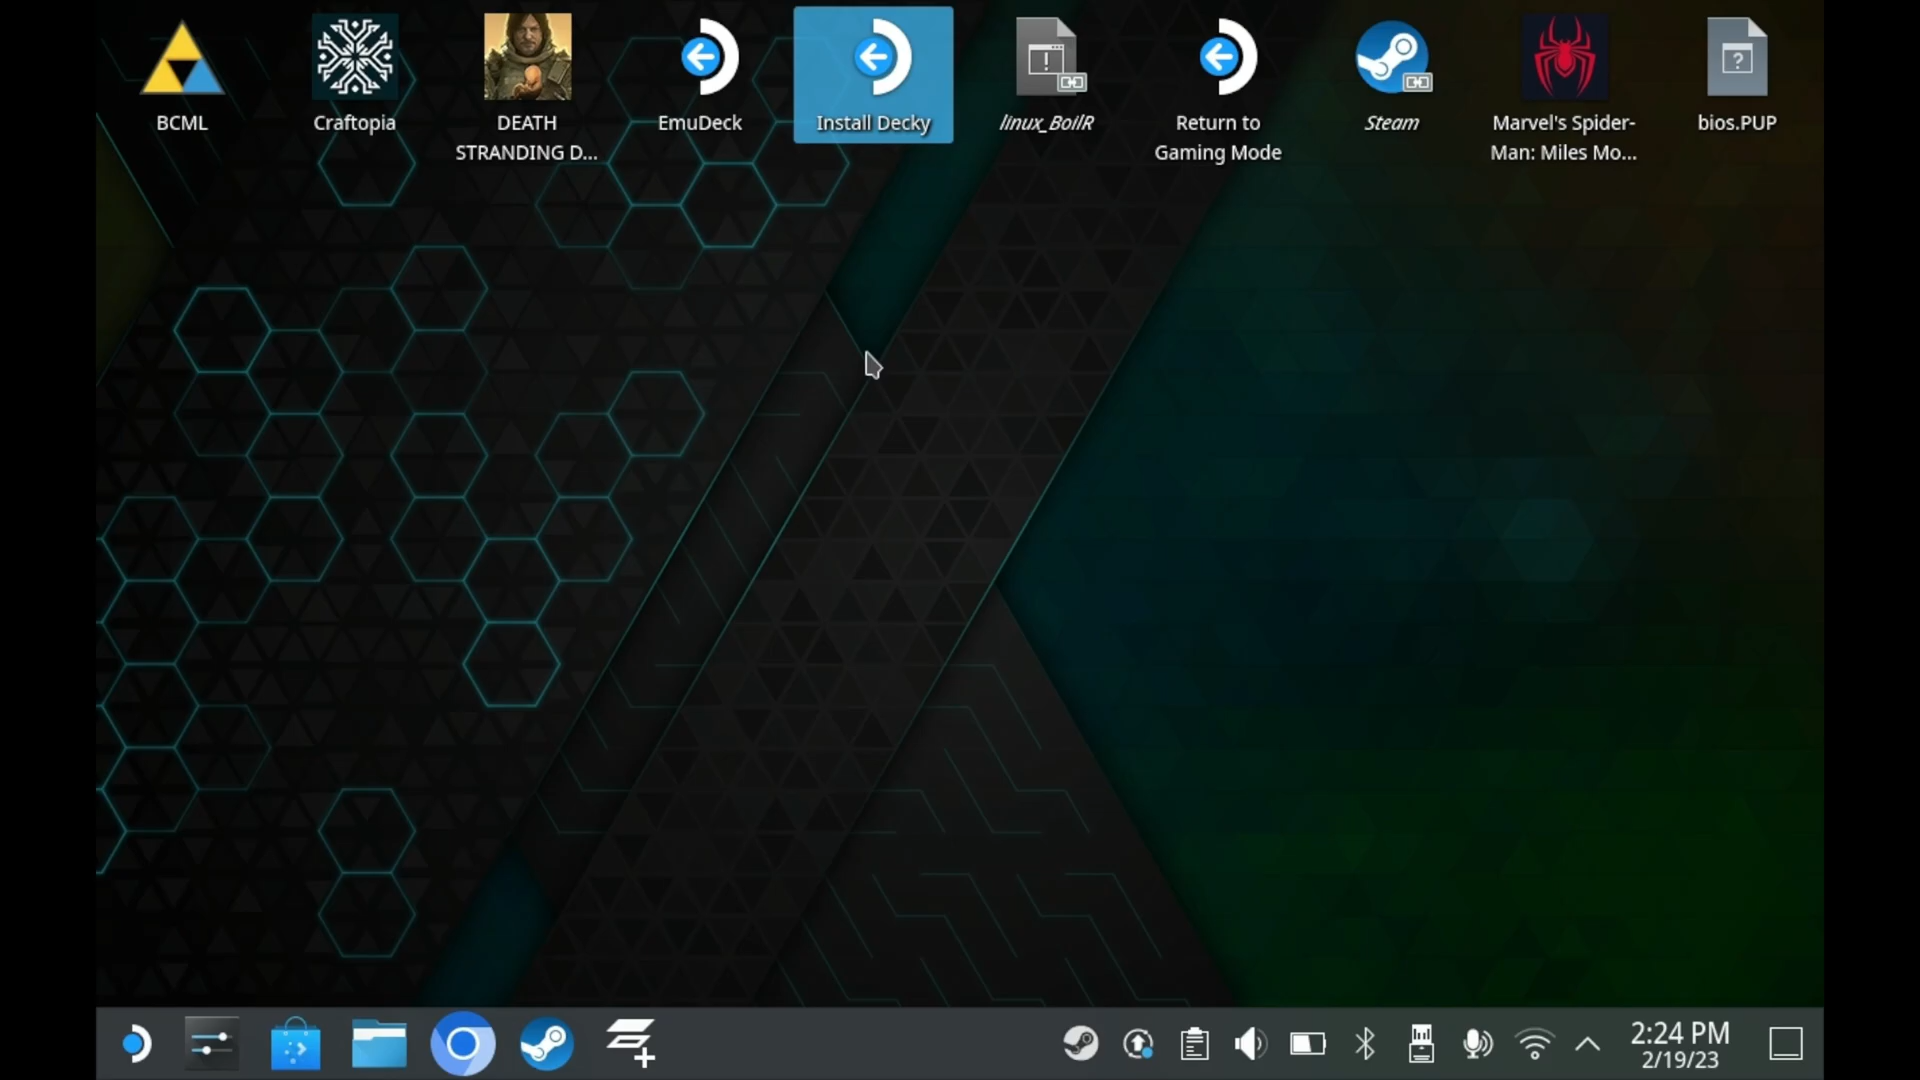 BCML
Craftopia
DEATH
STRANDING D...
EmuDeck
Install Decky
linux_BoilR
Return to
Gaming Mode
Steam
Marvel's Spider-
Man: Miles Mo...
bios.PUP
2:24 PM
2/19/23